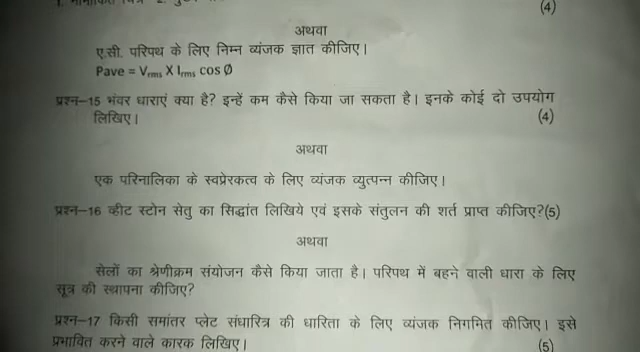 (4)
अथवा
ए.सी. परिपथ के लिए निम्न व्यंजक ज्ञात कीजिए।
Pave = Vrms X Irms cos Ø
प्रश्न–15 भंवर धाराएं क्या है? इन्हें कम कैसे किया जा सकता है। इनके कोई दो उपयोग
लिखिए। (4)
अथवा
एक परिनालिका के स्वप्रेरकत्व के लिए व्यंजक व्युत्पन्न कीजिए।
प्रश्न–16 व्हीट स्टोन सेतु का सिद्धांत लिखिये एवं इसके संतुलन की शर्त प्राप्त कीजिए?(5)
अथवा
सेलों का श्रेणीक्रम संयोजन कैसे किया जाता है। परिपथ में बहने वाली धारा के लिए
सूत्र की स्थापना कीजिए?
प्रश्न–17 किसी समांतर प्लेट संधारित्र की धारिता के लिए व्यंजक निगमित कीजिए। इसे
प्रभावित करने वाले कारक लिखिए। (5)